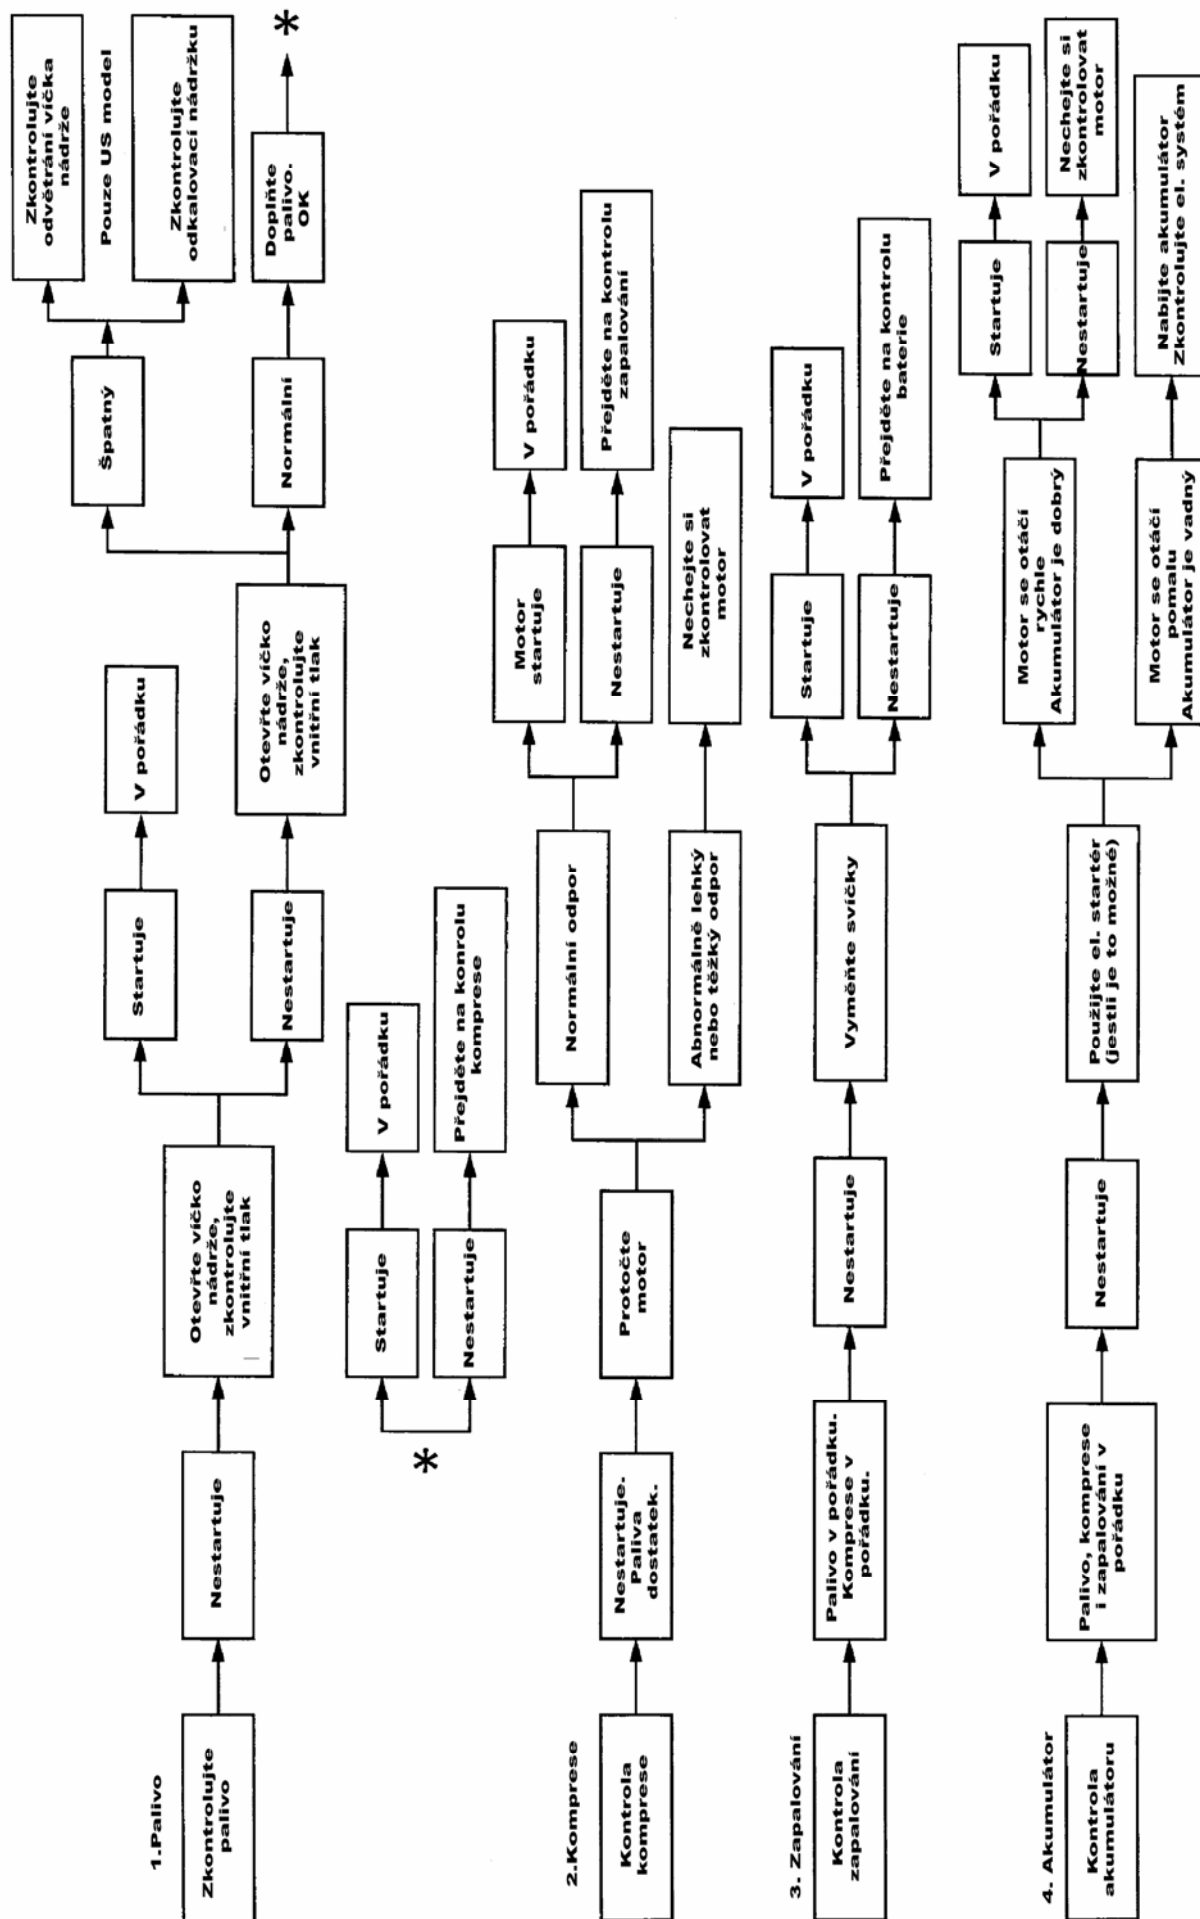 1.Palivo
Zkontrolujte
palivo
Nestartuje
Otevřte víčko
nádrže,
zkontrolujte
vnitřní tlak
Startuje
V pořádku
Nestartuje
Otevřte víčko
nádrže,
zkontrolujte
vnitřní tlak
Špatný
Zkontrolujte
odvětrání víčka
nádrže
Pouze US model
Zkontrolujte
odkalovací nádržku
Normální
Doplňte
palivo.
OK
*
*
Startuje
V pořádku
Nestartuje
Přejděte na konrolu
komprese
2.Komprese
Kontrola
komprese
Nestartuje.
Paliva
dostatek.
Protočte
motor
Normální odpor
Motor
startuje
V pořádku
Nestartuje
Přejděte na kontrolu
zapalování
Abnormálně lehký
nebo těžký odpor
Nechejte si
zkontrolovat
motor
3. Zapalování
Kontrola
zapalování
Palivo v pořádku.
Komprese v
pořádku.
Nestartuje
Vyměňte svíčky
Startuje
V pořádku
Nestartuje
Přejděte na kontrolu
baterie
4. Akumulátor
Kontrola
akumulátoru
Palivo, komprese
i zapalování v
pořádku
Nestartuje
Použijte el. startér
(jestli je to možné)
Motor se otáčí
rychle
Akumulátor je dobrý
Startuje
V pořádku
Nestartuje
Nechejte si
zkontrolovat
motor
Motor se otáčí
pomalu
Akumulátor je vadný
Nabijte akumulátor
Zkontrolujte el. systém